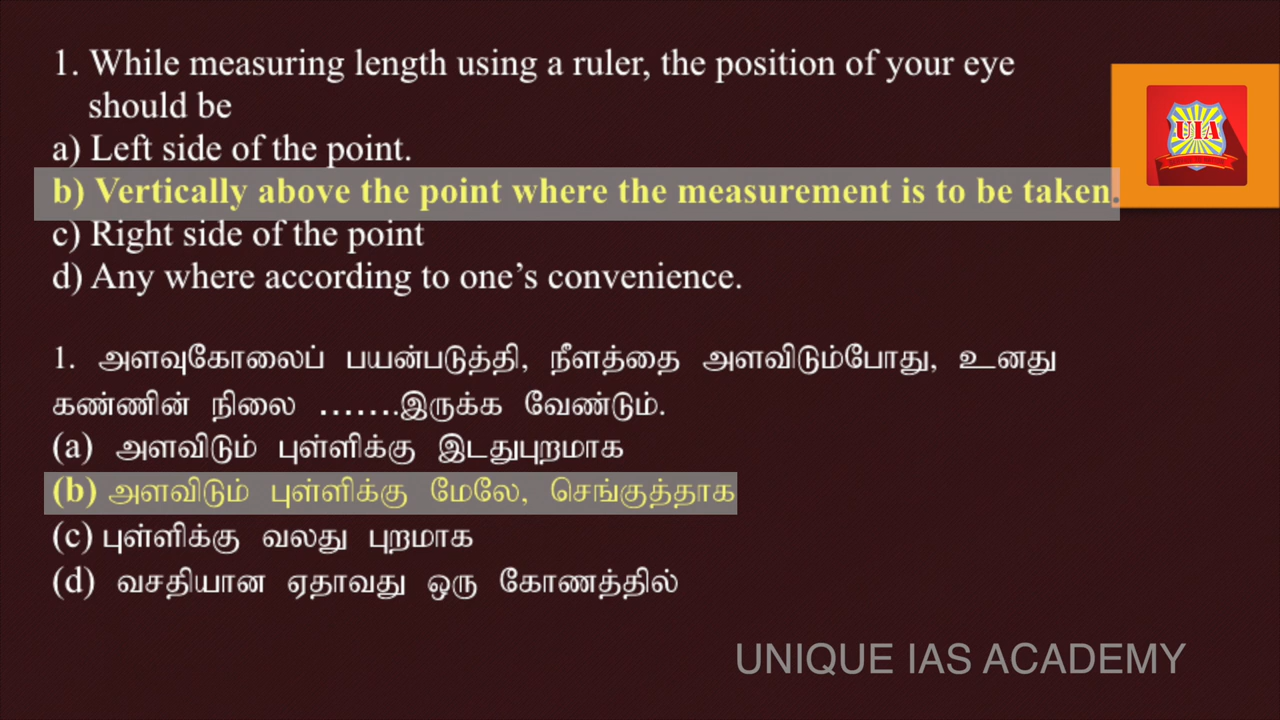 1. While measuring length using a ruler, the position of your eye
should be
a) Left side of the point.
b) Vertically above the point where the measurement is to be taken.
c) Right side of the point
d) Any where according to one’s convenience.
UIA
1. அளவுகோலைப் பயன்படுத்தி, நீளத்தை அளவிடும்போது, உனது
கண்ணின் நிலை …….இருக்க வேண்டும்.
(a) அளவிடும் புள்ளிக்கு இடதுபுறமாக
(b) அளவிடும் புள்ளிக்கு மேலே, செங்குத்தாக
(c) புள்ளிக்கு வலது புறமாக
(d) வசதியான ஏதாவது ஒரு கோணத்தில்
UNIQUE IAS ACADEMY